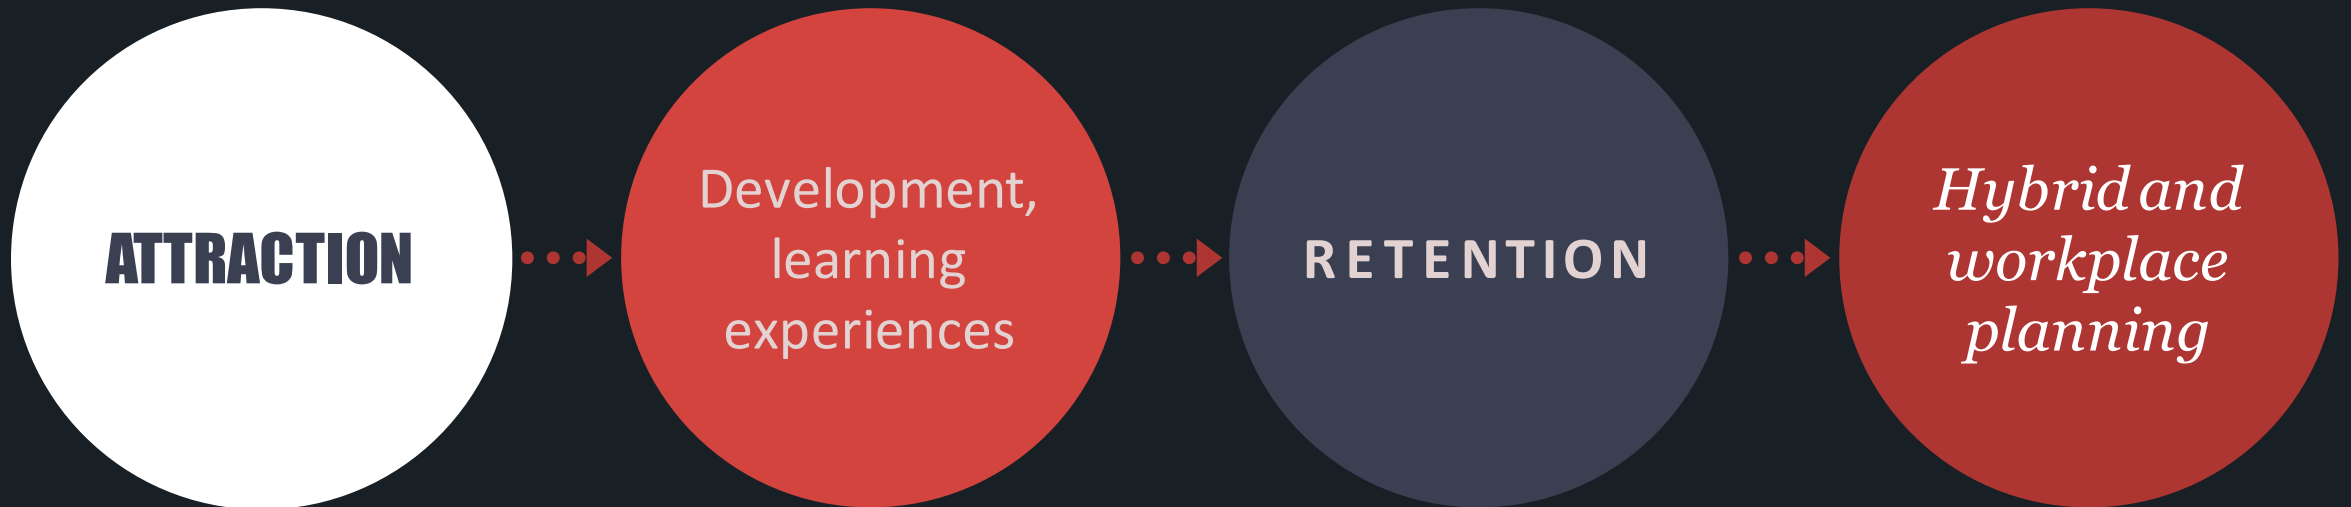 ATTRACTION
Development,
learning
experiences
RETENTION
Hybrid and
workplace
planning